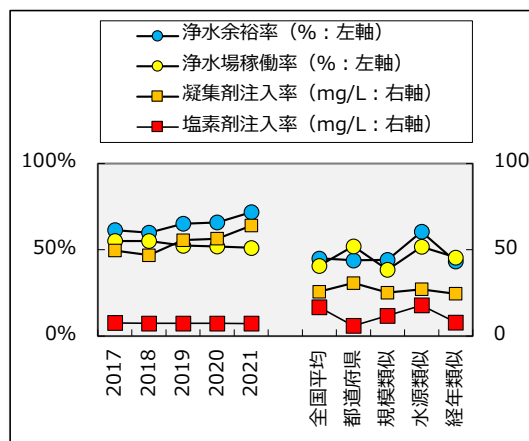 浄水余裕率（%：左軸）
浄水場稼働率（%：左軸）
凝集剤注入率（mg/L：右軸）
塩素剤注入率（mg/L：右軸）
100%
100
50%
50
0%
0
2017
2018
2019
2020
2021
全国平均
都道府県
規模類似
水源類似
経年類似